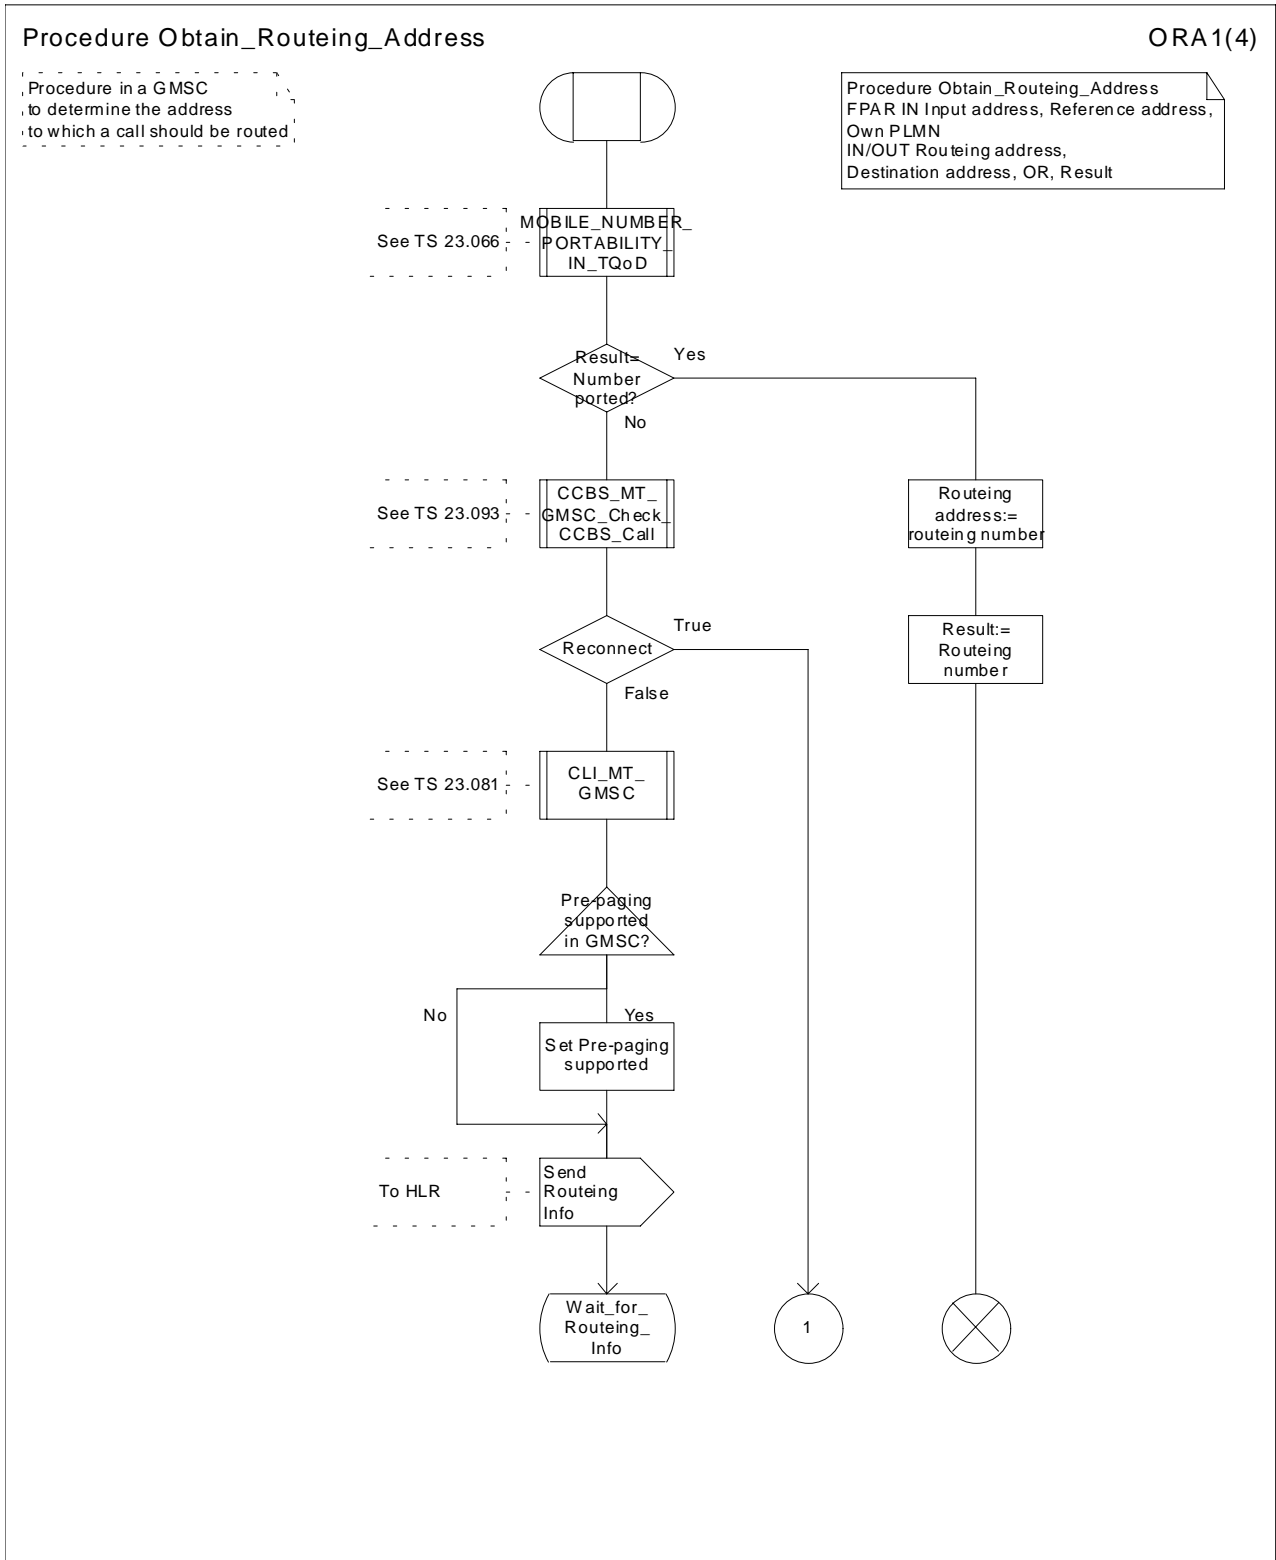 Procedure Obtain_Routeing_Address
ORA1(4)
Procedure in a GMSC
to determine the address
to which a call should be routed
Procedure Obtain_Routeing_Address
FPAR IN Input address, Reference address,
Own PLMN
IN/OUT Routeing address,
Destination address, OR, Result
See TS 23.066
MOBILE_NUMBER_
PORTABILITY_
IN_TQoD
Result=
Number
ported?
Yes
No
See TS 23.093
CCBS_MT_
GMSC_Check_
CCBS_Call
Routeing
address:=
routeing number
Reconnect
True
False
Result:=
Routeing
number
See TS 23.081
CLI_MT_
GMSC
Pre-paging
supported
in GMSC?
No
Yes
Set Pre-paging
supported
To HLR
Send
Routeing
Info
Wait_for_
Routeing_
Info
1